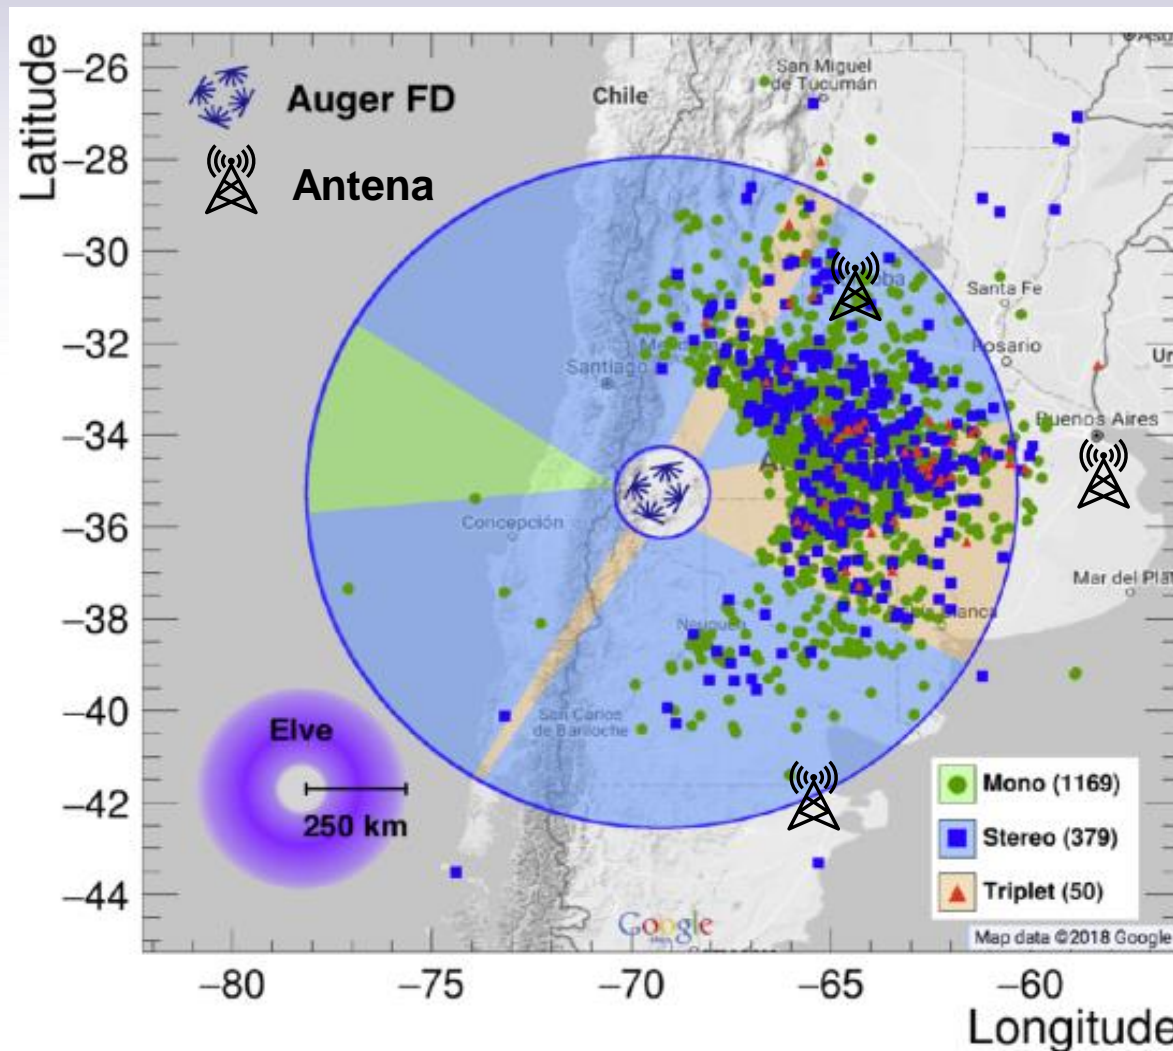 Latitude
−26
−28
−30
−32
−34
−36
−38
−40
−42
−44
Auger FD
Antena
Chile
San Miguel
de Tucumán
Santa Fe
Rosario
Santiago
Buenos Aires
Concepción
Mar del Pla
Neuquén
San Carlos
de Bariloche
Elve
250 km
Mono (1169)
Stereo (379)
Triplet (50)
Google
Map data ©2018 Google
−80
−75
−70
−65
−60
Longitude